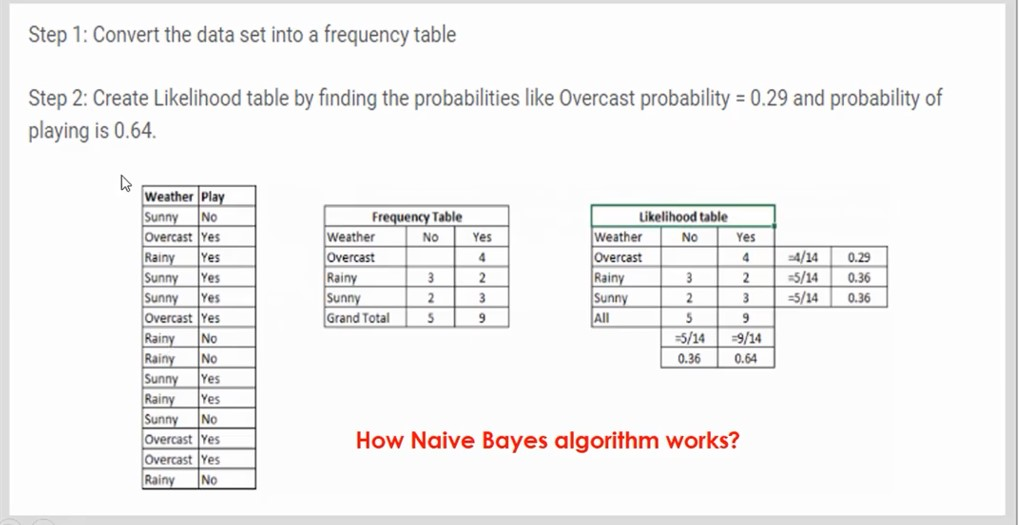 Step 1: Convert the data set into a frequency table
Step 2: Create Likelihood table by finding the probabilities like Overcast probability = 0.29 and probability of
playing is 0.64.
Weather Play
Sunny No
Overcast Yes
Rainy Yes
Sunny Yes
Sunny Yes
Overcast Yes
Rainy No
Rainy No
Sunny Yes
Rainy Yes
Sunny No
Overcast Yes
Overcast Yes
Rainy No
Frequency Table
Weather No Yes
Overcast 4
Rainy 3 2
Sunny 2 3
Grand Total 5 9
Likelihood table
Weather No Yes
Overcast 4 =4/14 0.29
Rainy 3 2 =5/14 0.36
Sunny 2 3 =5/14 0.36
All 5 9
=5/14 =9/14
0.36 0.64
How Naive Bayes algorithm works?